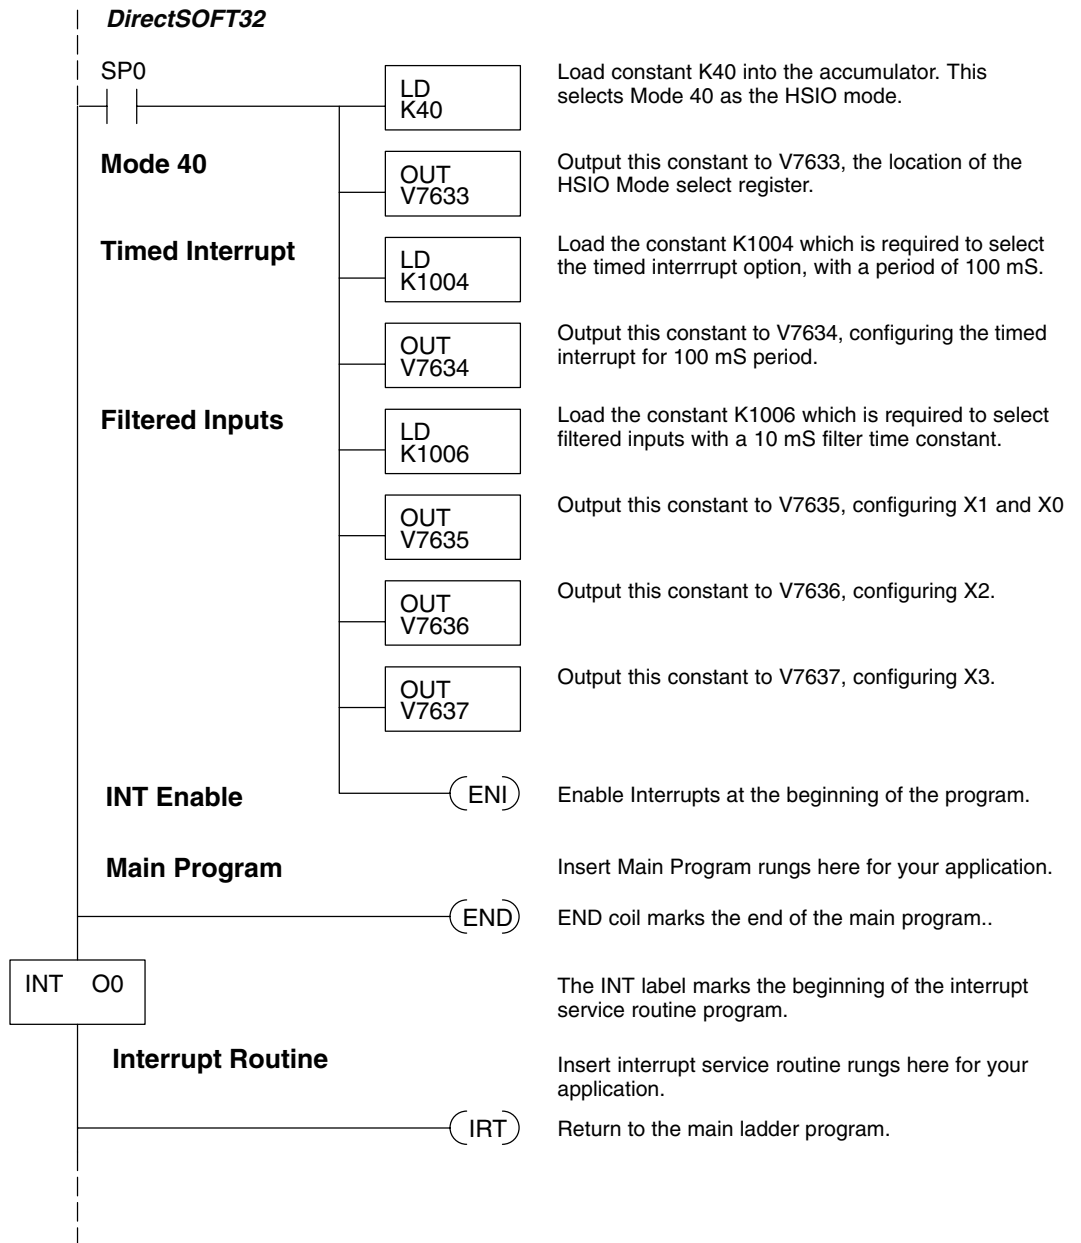 DirectSOFT32
SP0
LD
K40
Load constant K40 into the accumulator. This
selects Mode 40 as the HSIO mode.
Mode 40
OUT
V7633
Output this constant to V7633, the location of the
HSIO Mode select register.
Timed Interrupt
LD
K1004
Load the constant K1004 which is required to select
the timed interrrupt option, with a period of 100 mS.
OUT
V7634
Output this constant to V7634, configuring the timed
interrupt for 100 mS period.
Filtered Inputs
LD
K1006
Load the constant K1006 which is required to select
filtered inputs with a 10 mS filter time constant.
OUT
V7635
Output this constant to V7635, configuring X1 and X0
OUT
V7636
Output this constant to V7636, configuring X2.
OUT
V7637
Output this constant to V7637, configuring X3.
INT Enable
ENI
Enable Interrupts at the beginning of the program.
Main Program
Insert Main Program rungs here for your application.
END
END coil marks the end of the main program..
INT O0
The INT label marks the beginning of the interrupt
service routine program.
Interrupt Routine
Insert interrupt service routine rungs here for your
application.
IRT
Return to the main ladder program.